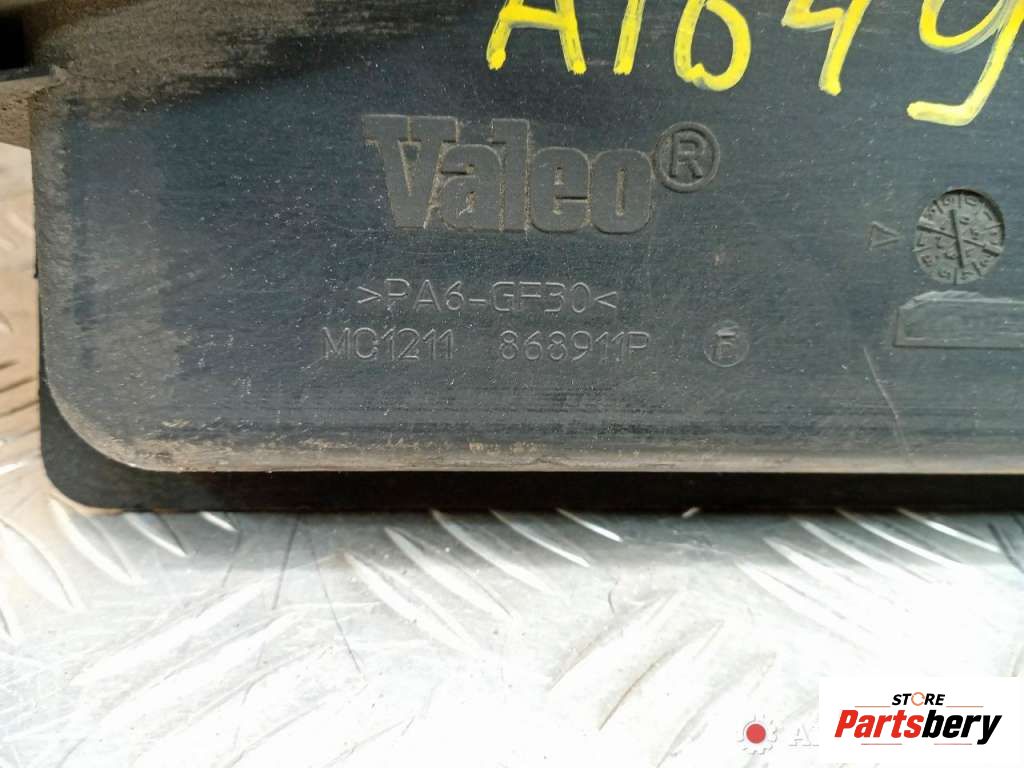 A1649
Valeo®
>PA6-GF30<
MC1211 868911P F
STORE
Partsbery